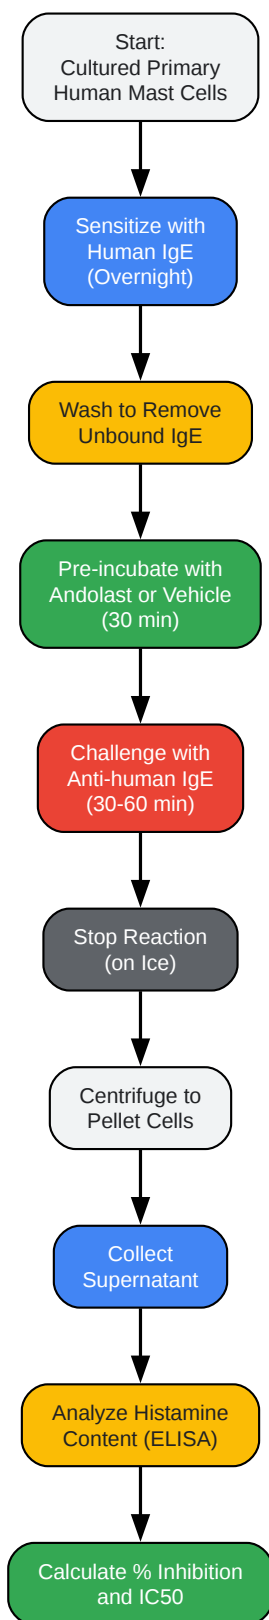 Start:
Cultured Primary
Human Mast Cells
Sensitize with
Human IgE
(Overnight)
Wash to Remove
Unbound IgE
Pre-incubate with
Andolast or Vehicle
(30 min)
Challenge with
Anti-human IgE
(30-60 min)
Stop Reaction
(on Ice)
Centrifuge to
Pellet Cells
Collect
Supernatant
Analyze Histamine
Content (ELISA)
Calculate % Inhibition
and IC50